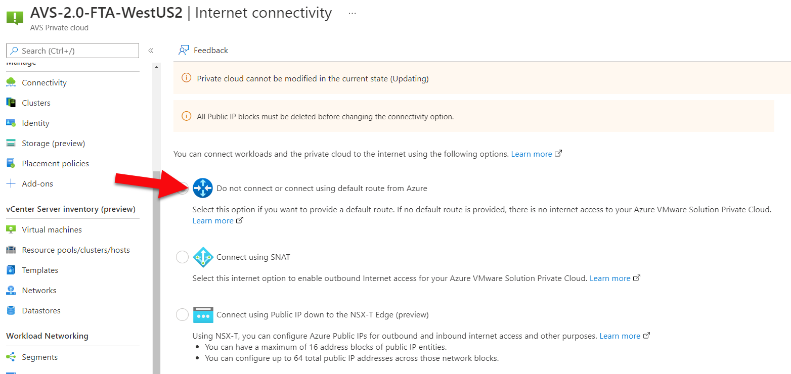 AVS-2.0-FTA-WestUS2 | Internet connectivity ...
AVS Private cloud
Search (Ctrl+/)
«
Feedback
Manage
Connectivity
Clusters
Identity
Storage (preview)
Placement policies
Add-ons
vCenter Server inventory (preview)
Virtual machines
Resource pools/clusters/hosts
Templates
Networks
Datastores
Workload Networking
Segments
Private cloud cannot be modified in the current state (Updating)
All Public IP blocks must be deleted before changing the connectivity option.
You can connect workloads and the private cloud to the internet using the following options. Learn more
Do not connect or connect using default route from Azure
Select this option if you want to provide a default route. If no default route is provided, there is no internet access to your Azure VMware Solution Private Cloud.
Learn more
Connect using SNAT
Select this internet option to enable outbound Internet access for your Azure VMware Solution Private Cloud. Learn more
Connect using Public IP down to the NSX-T Edge (preview)
Using NSX-T, you can configure Azure Public IPs for outbound and inbound internet access and other purposes. Learn more
• You can have a maximum of 16 address blocks of public IP entities.
• You can configure up to 64 total public IP addresses across those network blocks.